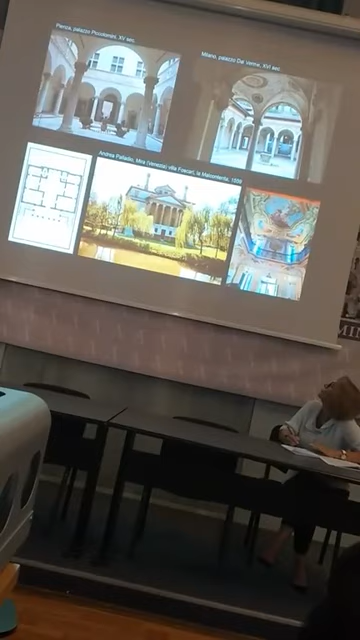 Pienza, palazzo Piccolomini, XV sec.
Milano, palazzo Dal Verme, XVI sec.
Andrea Palladio, Mira (Venezia) villa Foscari, la Malcontenta, 1559